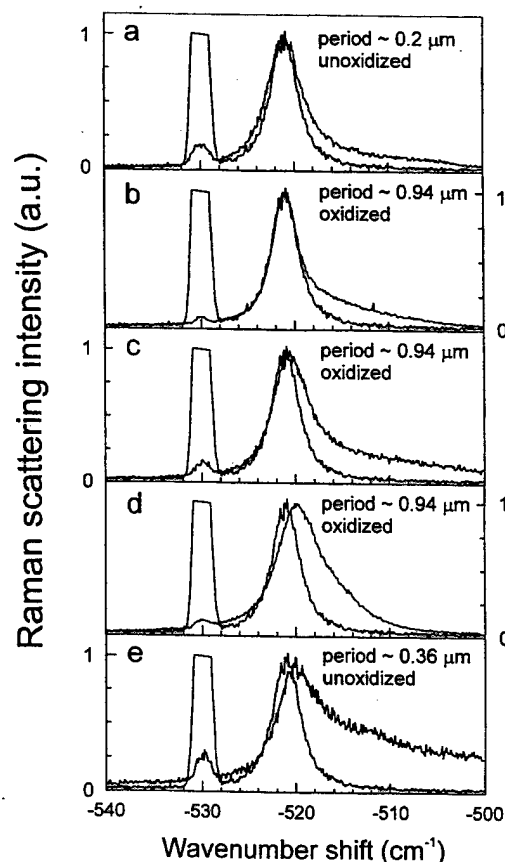 Raman scattering intensity (a.u.)
a
period ~ 0.2 μm
unoxidized
1
0
b
period ~ 0.94 μm
oxidized
1
0
c
period ~ 0.94 μm
oxidized
1
0
d
period ~ 0.94 μm
oxidized
1
0
e
period ~ 0.36 μm
unoxidized
1
0
-540 -530 -520 -510 -500
Wavenumber shift (cm⁻¹)